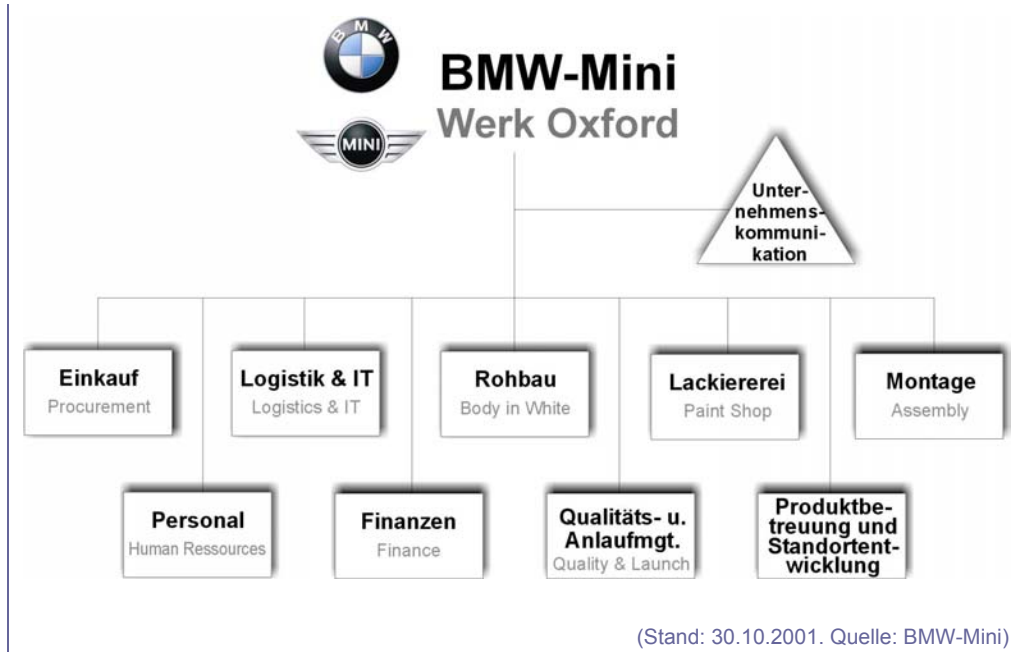 BMW
MINI
BMW-Mini
Werk Oxford
Unter-
nehmens-
kommuni-
kation
Einkauf
Procurement
Logistik & IT
Logistics & IT
Rohbau
Body in White
Lackiererei
Paint Shop
Montage
Assembly
Personal
Human Ressources
Finanzen
Finance
Qualitäts- u.
Anlaufmgt.
Quality & Launch
Produktbe-
treuung und
Standortent-
wicklung
(Stand: 30.10.2001. Quelle: BMW-Mini)